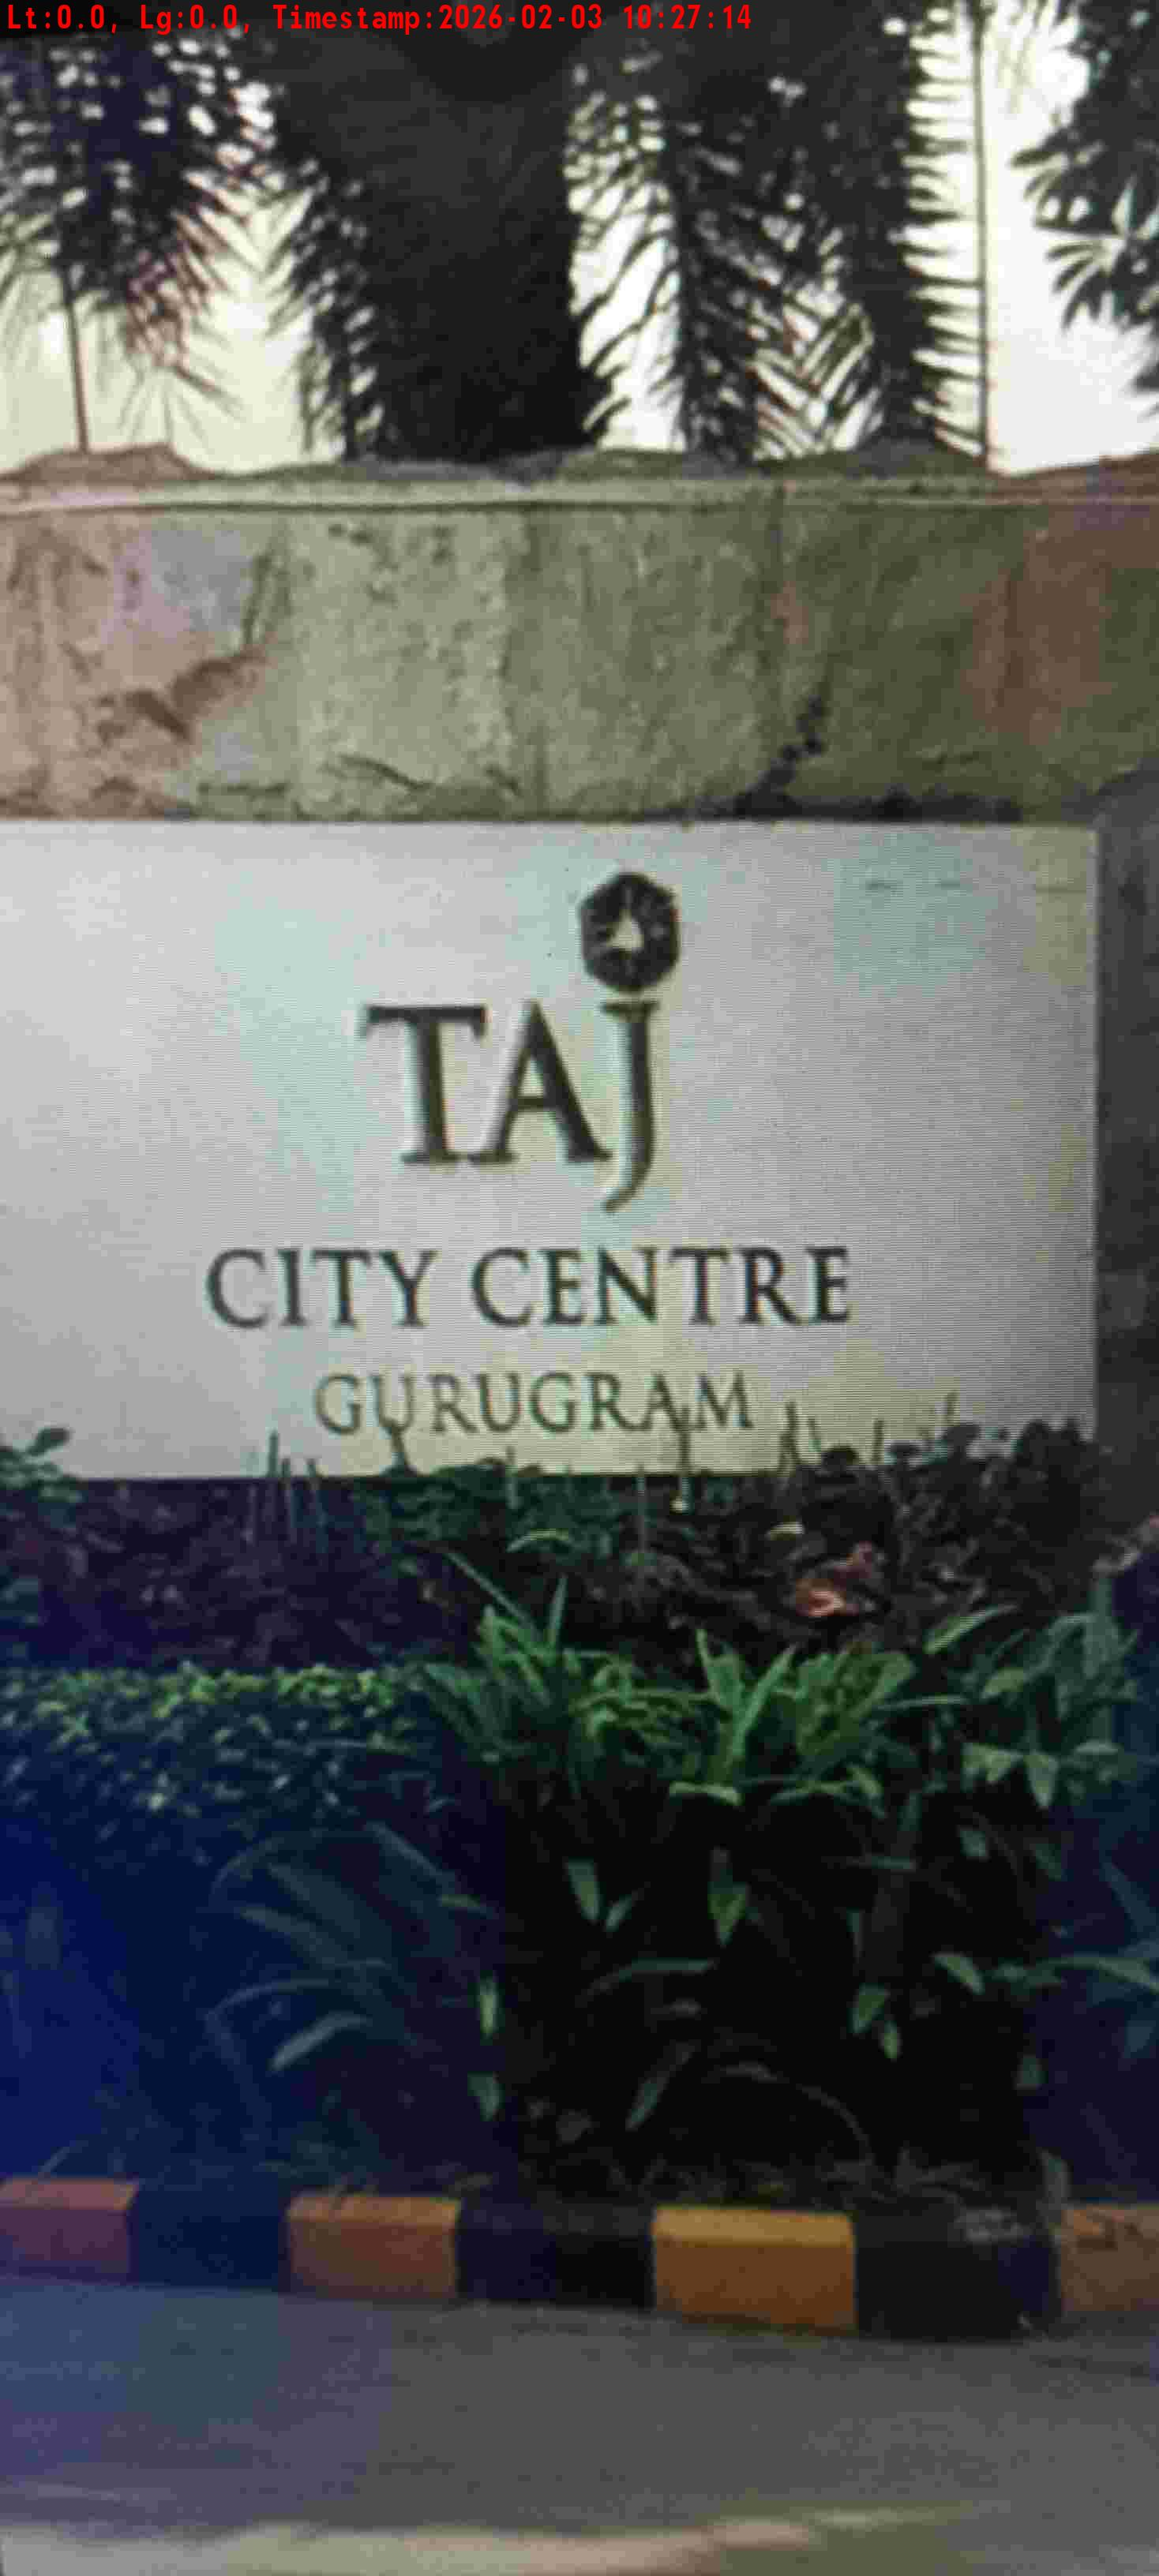 Lt:0.0, Lg:0.0, Timestamp:2026-02-03 10:27:14
TAJ
CITY CENTRE
GURUGRAM